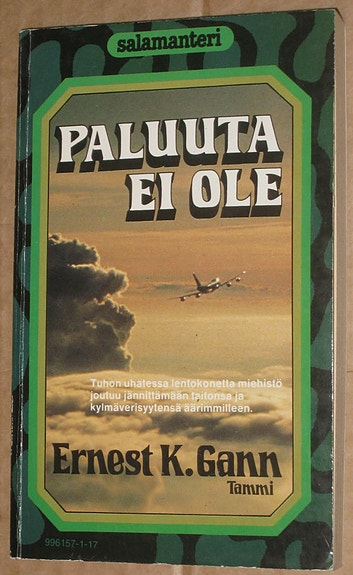 salamanteri
PALUUTA
EI OLE
Tuhon uhatessa lentokonetta miehistö
joutuu jännittämään taitonsa ja
kylmäverisyytensä äärimmilleen.
Ernest K. Gann
Tammi
996157-1-17